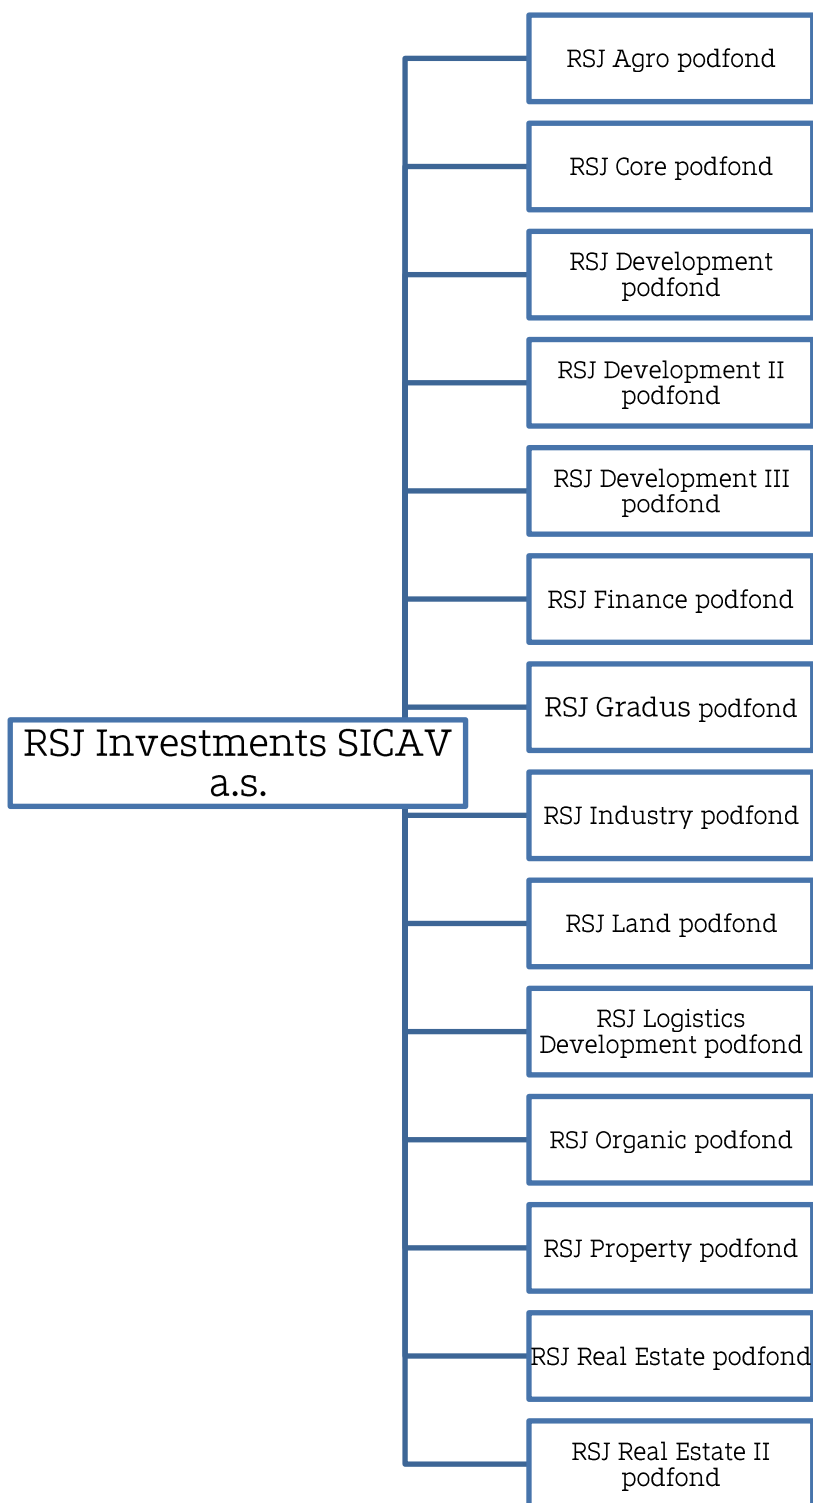 RSJ Agro podfond
RSJ Core podfond
RSJ Development
podfond
RSJ Development II
podfond
RSJ Development III
podfond
RSJ Finance podfond
RSJ Gradus podfond
RSJ Investments SICAV
a.s.
RSJ Industry podfond
RSJ Land podfond
RSJ Logistics
Development podfond
RSJ Organic podfond
RSJ Property podfond
RSJ Real Estate podfond
RSJ Real Estate II
podfond